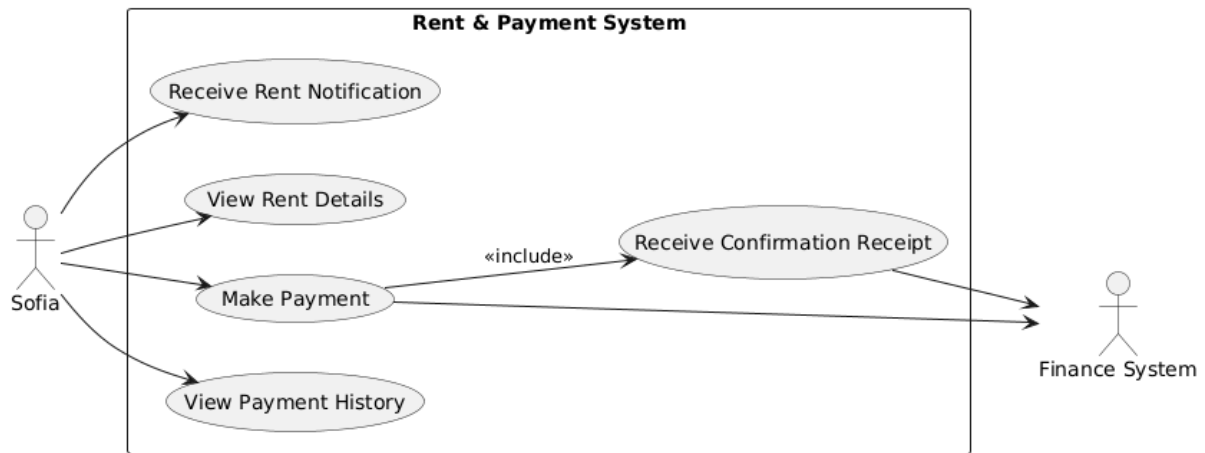 Rent & Payment System
Receive Rent Notification
View Rent Details
Receive Confirmation Receipt
«include»
Make Payment
Sofia
Finance System
View Payment History